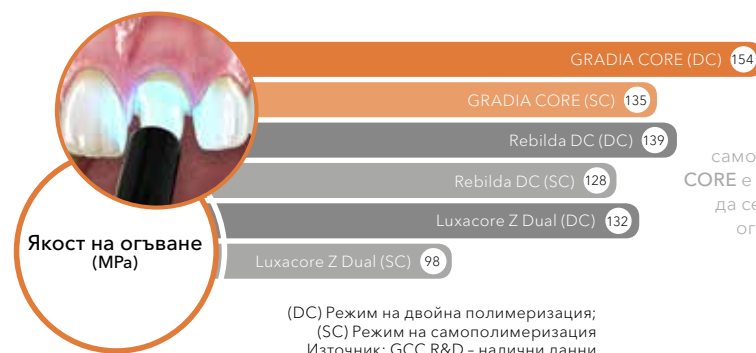 GRADIA CORE (DC) 154
GRADIA CORE (SC) 135
Rebilda DC (DC) 139
Rebilda DC (SC) 128
Luxacore Z Dual (DC) 132
Luxacore Z Dual (SC) 98
Якост на огъване
(MPa)
CORE е
да се
(DC) Режим на двойна полимеризация;
(SC) Режим на самополимеризация
Източник: GCC R&D – налични данни